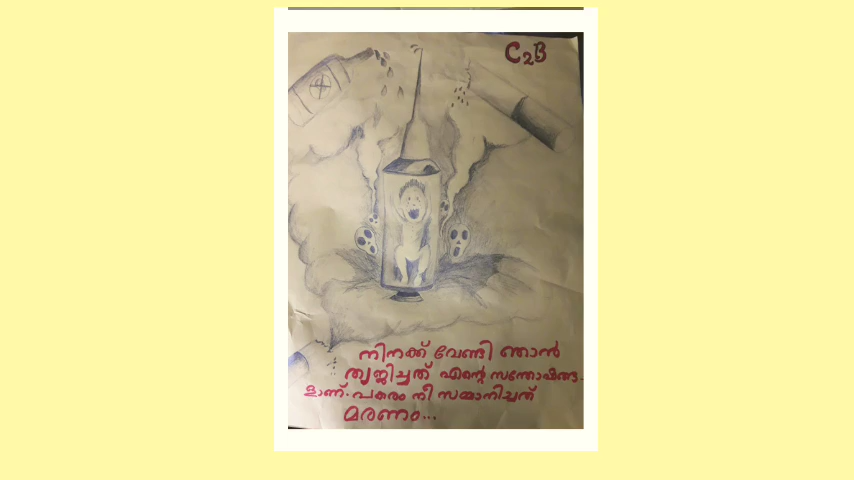 C2B
നിനക്ക് വേണ്ടി ഞാൻ
ത്യജിച്ചത് എന്റെ സന്തോഷങ്ങ-
ളാണ്. പകരം നീ സമ്മാനിച്ചത്
മരണം...